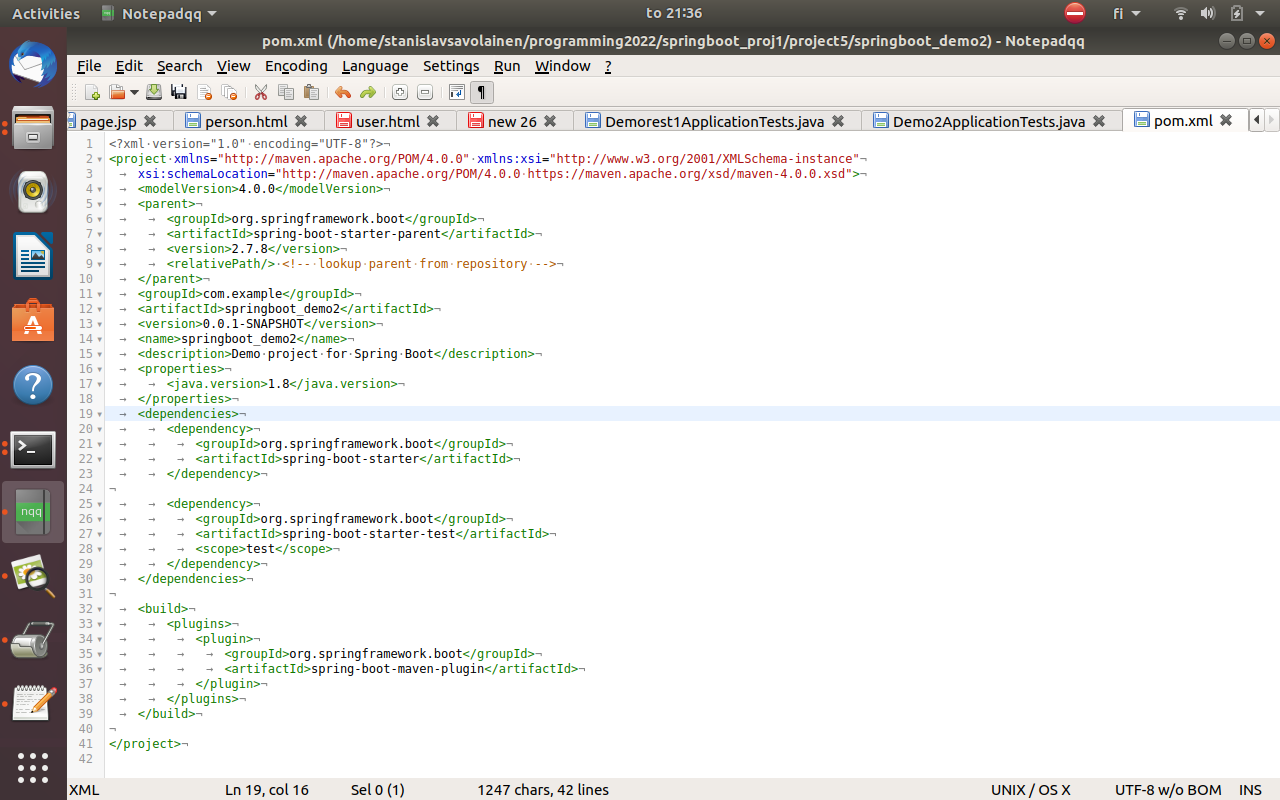 Activities Notepadqq to 21:36 fi
pom.xml (/home/stanislavsavolainen/programming2022/springboot_proj1/project5/springboot_demo2) - Notepadqq
File Edit Search View Encoding Language Settings Run Window ?
page.jsp person.html user.html new 26 Demorest1ApplicationTests.java Demo2ApplicationTests.java pom.xml
1 <?xml version="1.0" encoding="UTF-8"?>
2 <project xmlns="http://maven.apache.org/POM/4.0.0" xmlns:xsi="http://www.w3.org/2001/XMLSchema-instance"
3 xsi:schemaLocation="http://maven.apache.org/POM/4.0.0 https://maven.apache.org/xsd/maven-4.0.0.xsd">
4 <modelVersion>4.0.0</modelVersion>
5 <parent>
6 <groupId>org.springframework.boot</groupId>
7 <artifactId>spring-boot-starter-parent</artifactId>
8 <version>2.7.8</version>
9 <relativePath/> <!-- lookup parent from repository -->
10 </parent>
11 <groupId>com.example</groupId>
12 <artifactId>springboot_demo2</artifactId>
13 <version>0.0.1-SNAPSHOT</version>
14 <name>springboot_demo2</name>
15 <description>Demo project for Spring Boot</description>
16 <properties>
17 <java.version>1.8</java.version>
18 </properties>
19 <dependencies>
20 <dependency>
21 <groupId>org.springframework.boot</groupId>
22 <artifactId>spring-boot-starter</artifactId>
23 </dependency>
24
25 <dependency>
26 <groupId>org.springframework.boot</groupId>
27 <artifactId>spring-boot-starter-test</artifactId>
28 <scope>test</scope>
29 </dependency>
30 </dependencies>
31
32 <build>
33 <plugins>
34 <plugin>
35 <groupId>org.springframework.boot</groupId>
36 <artifactId>spring-boot-maven-plugin</artifactId>
37 </plugin>
38 </plugins>
39 </build>
40
41 </project>
42
nqq
XML Ln 19, col 16 Sel 0 (1) 1247 chars, 42 lines UNIX / OS X UTF-8 w/o BOM INS